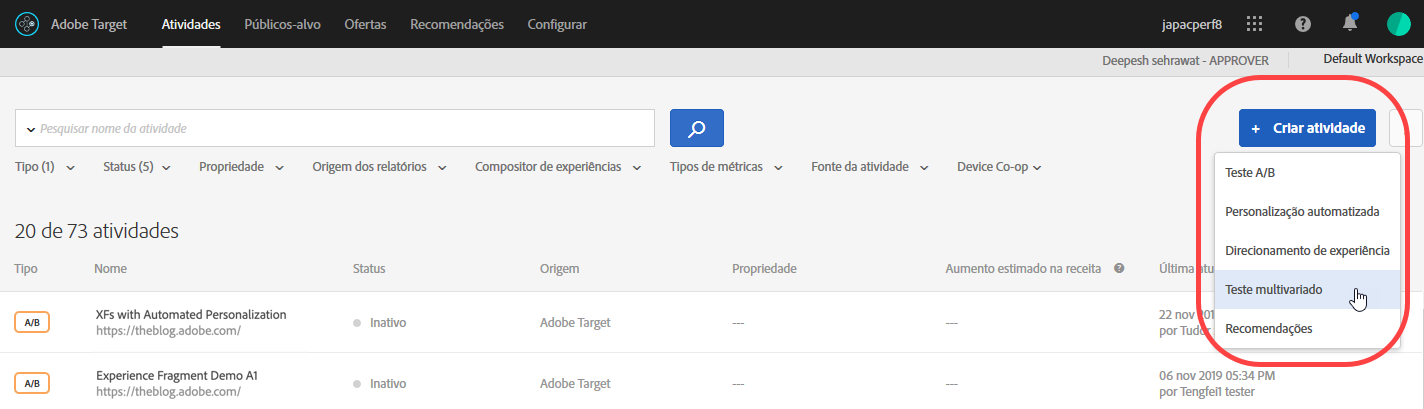 Adobe Target Atividades Públicos-alvo Ofertas Recomendações Configurar japacperf8
Deepesh sehrawat - APPROVER Default Workspace
Pesquisar nome da atividade
+ Criar atividade
Tipo (1) Status (5) Propriedade Origem dos relatórios Compositor de experiências Tipos de métricas Fonte da atividade Device Co-op
Teste A/B
Personalização automatizada
Direcionamento de experiência
Teste multivariado
Recomendações
20 de 73 atividades
Tipo Nome Status Origem Propriedade Aumento estimado na receita ? Última atu
A/B XFs with Automated Personalization Inativo Adobe Target --- --- 22 nov 201
https://theblog.adobe.com/ por Tudor
A/B Experience Fragment Demo A1 Inativo Adobe Target --- --- 06 nov 2019 05:34 PM
https://theblog.adobe.com/ por Tengfei1 tester